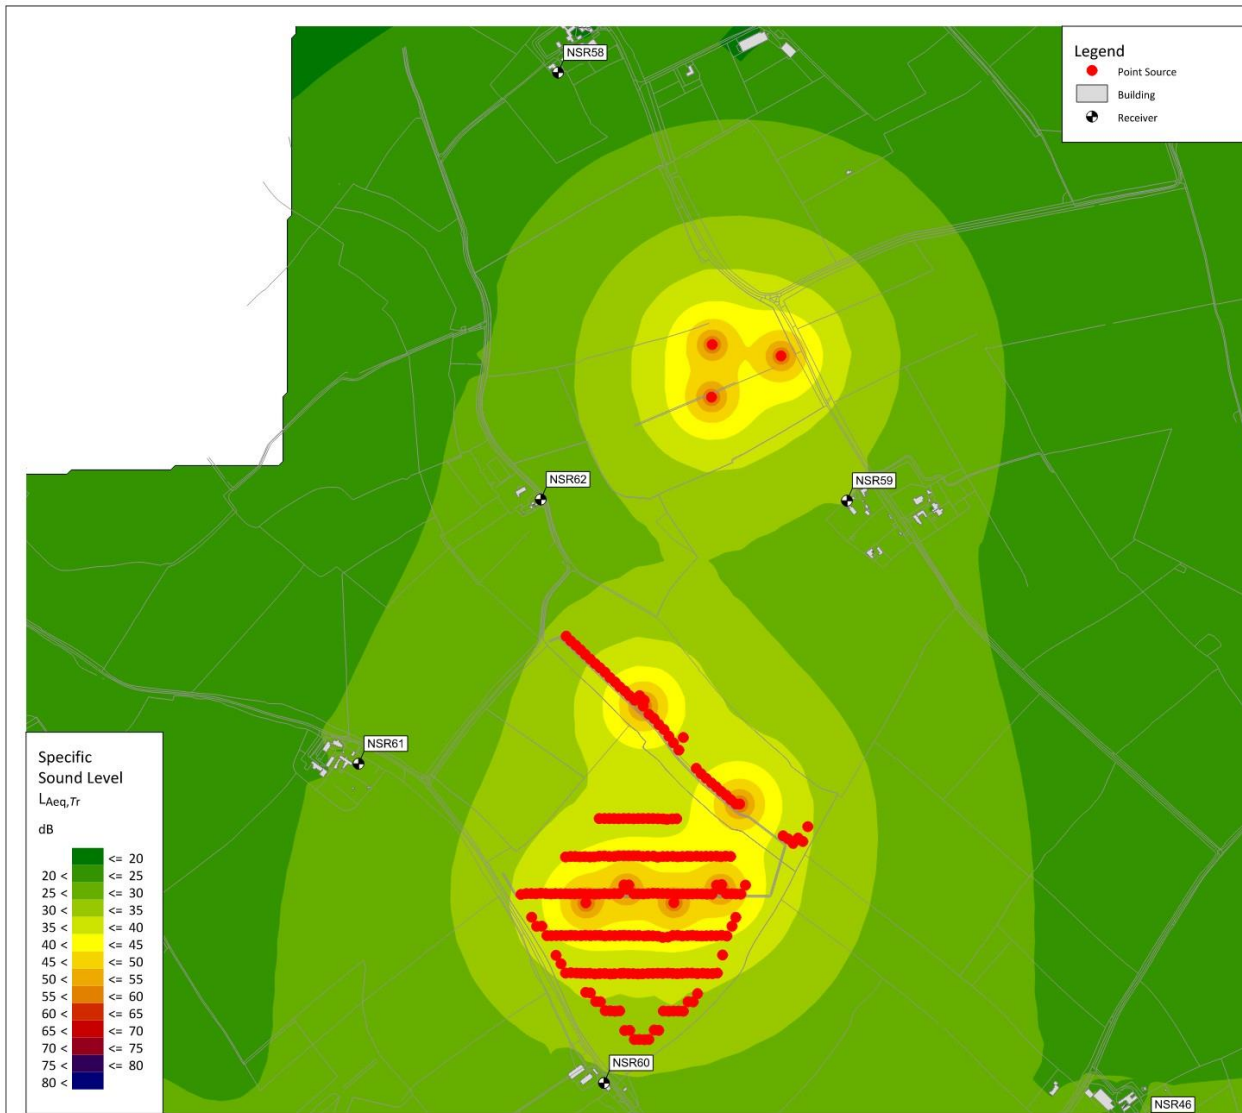 NSR58
Legend
Point Source
Building
Receiver
NSR62
NSR59
NSR61
Specific
Sound Level
LAeq,Tr
dB
<= 20
20 < <= 25
25 < <= 30
30 < <= 35
35 < <= 40
40 < <= 45
45 < <= 50
50 < <= 55
55 < <= 60
60 < <= 65
65 < <= 70
70 < <= 75
75 < <= 80
80 <
NSR60
NSR46